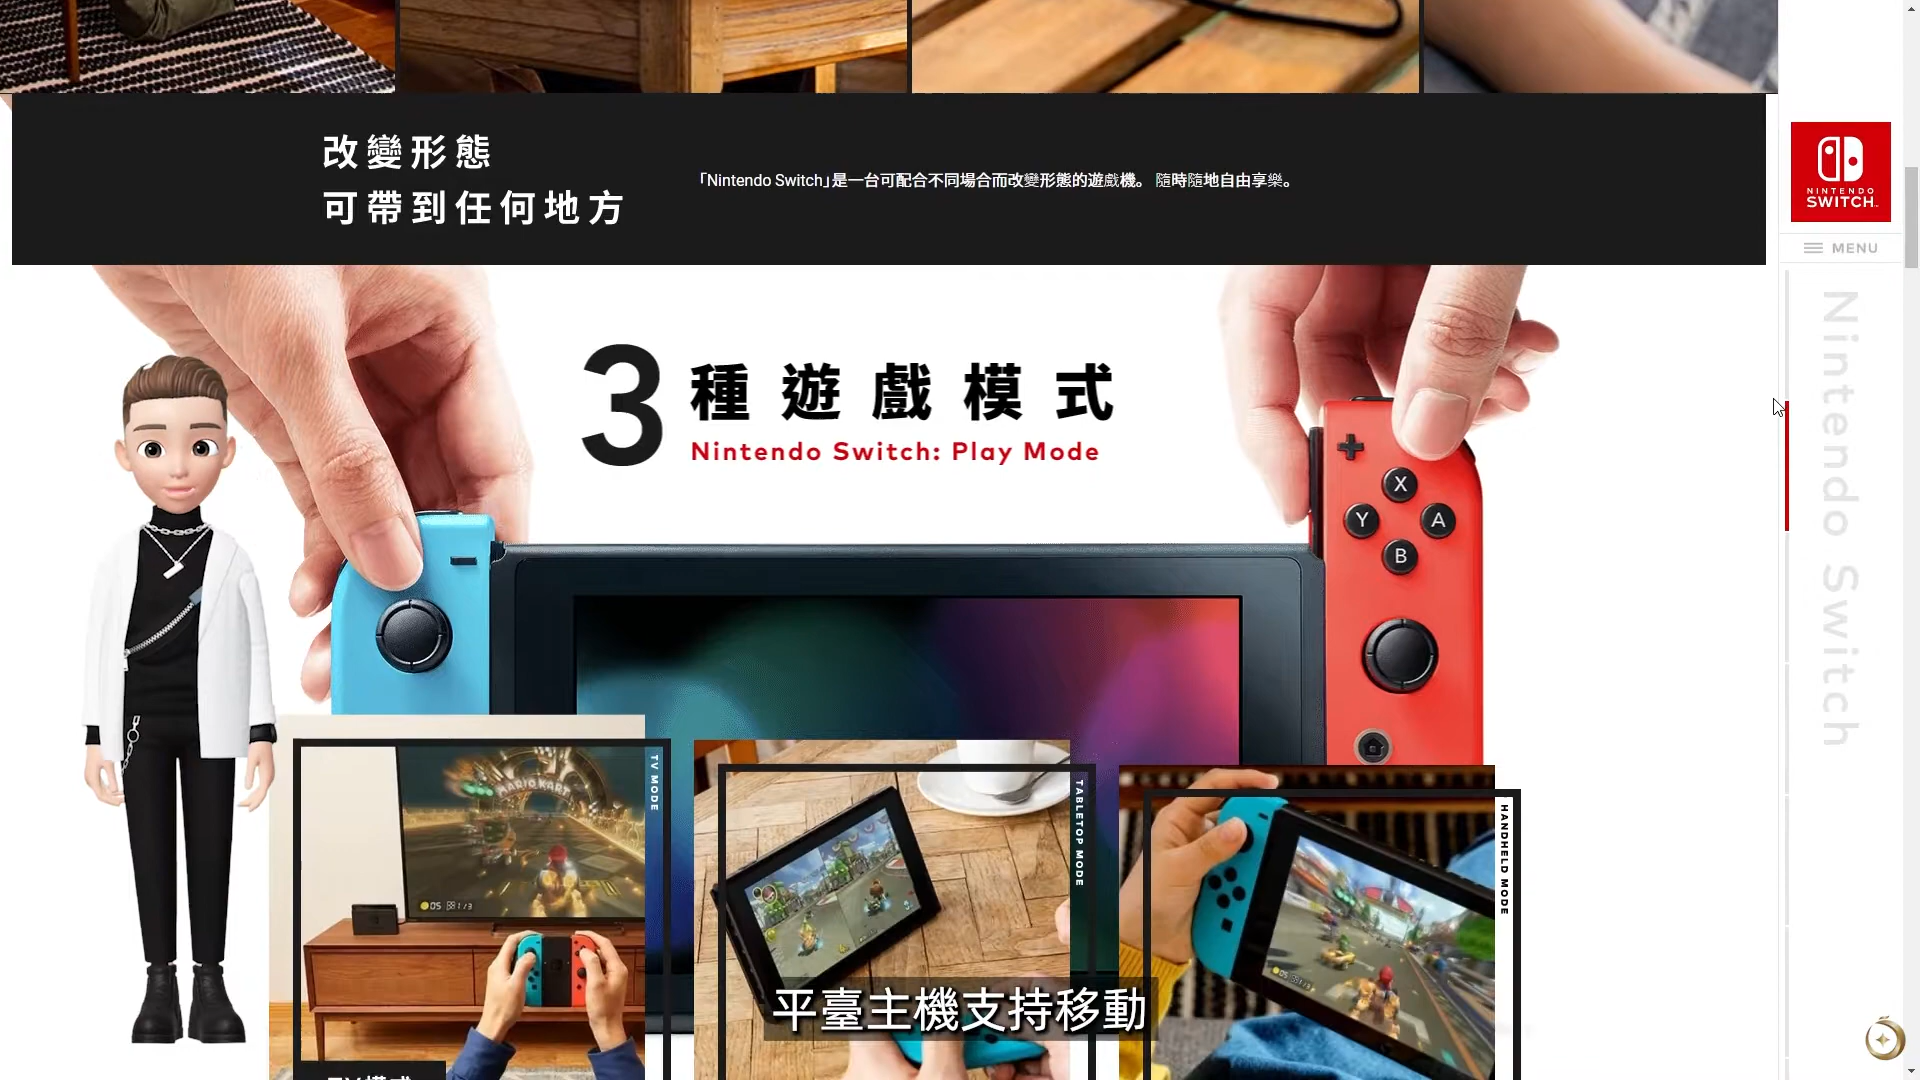 改變形態
可帶到任何地方
「Nintendo Switch」是一台可配合不同場合而改變形態的遊戲機。 隨時隨地自由享樂。
NINTENDO
SWITCH
MENU
Nintendo Switch
3種遊戲模式
Nintendo Switch: Play Mode
X
Y
A
B
TV MODE
TABLETOP MODE
HANDHELD MODE
MARIO KART
平臺主機支持移動